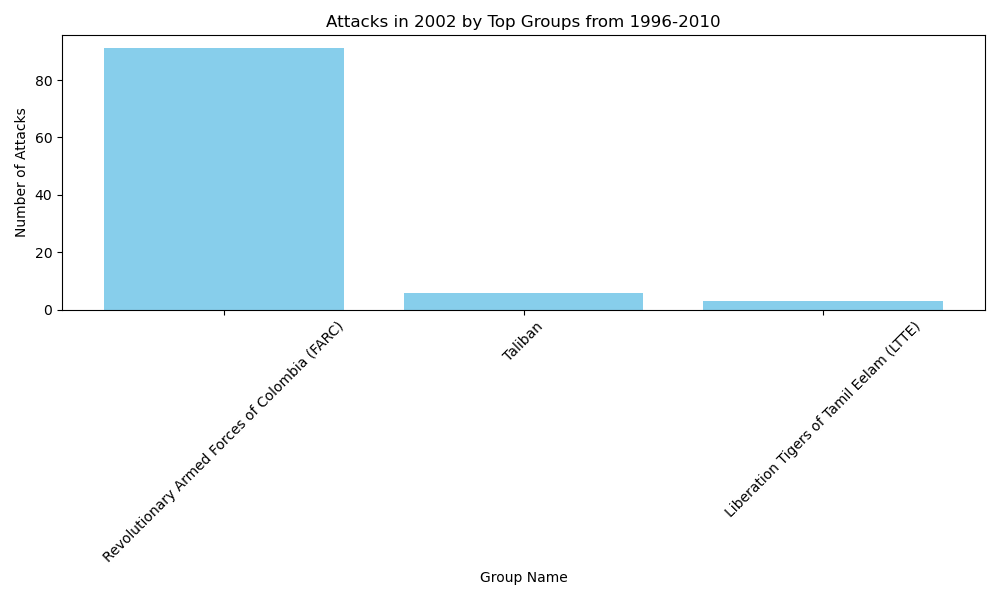 Attacks in 2002 by Top Groups from 1996-2010
Number of Attacks
80
60
40
20
0
Revolutionary Armed Forces of Colombia (FARC)
Taliban
Liberation Tigers of Tamil Eelam (LTTE)
Group Name